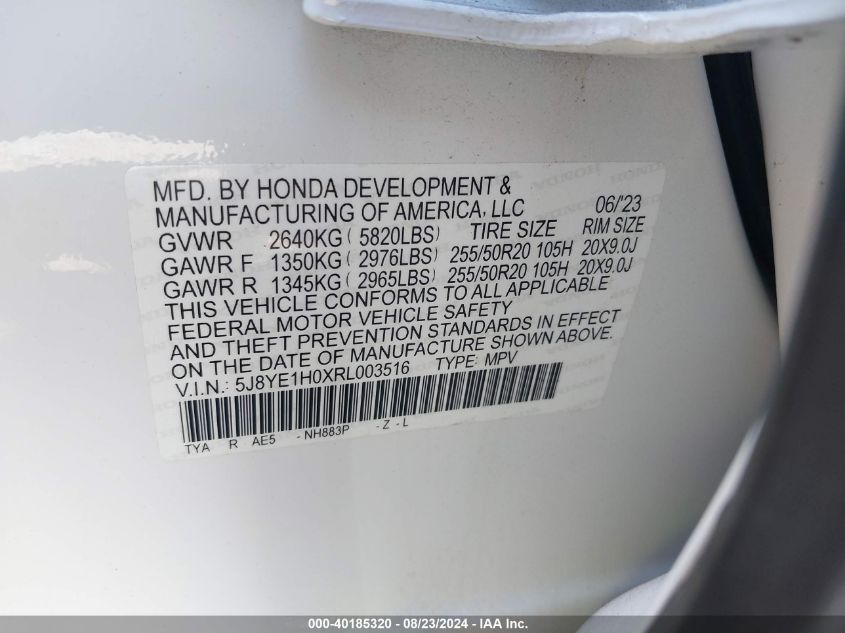 MFD. BY HONDA DEVELOPMENT &
MANUFACTURING OF AMERICA, LLC 06/'23
GVWR 2640KG ( 5820LBS) TIRE SIZE RIM SIZE
GAWR F 1350KG ( 2976LBS) 255/50R20 105H 20X9.0J
GAWR R 1345KG ( 2965LBS) 255/50R20 105H 20X9.0J
THIS VEHICLE CONFORMS TO ALL APPLICABLE
FEDERAL MOTOR VEHICLE SAFETY
AND THEFT PREVENTION STANDARDS IN EFFECT
ON THE DATE OF MANUFACTURE SHOWN ABOVE.
V.I.N.: 5J8YE1H0XRL003516 TYPE: MPV
TYA R AE5 - NH883P - Z - L
000-40185320 - 08/23/2024 - IAA Inc.